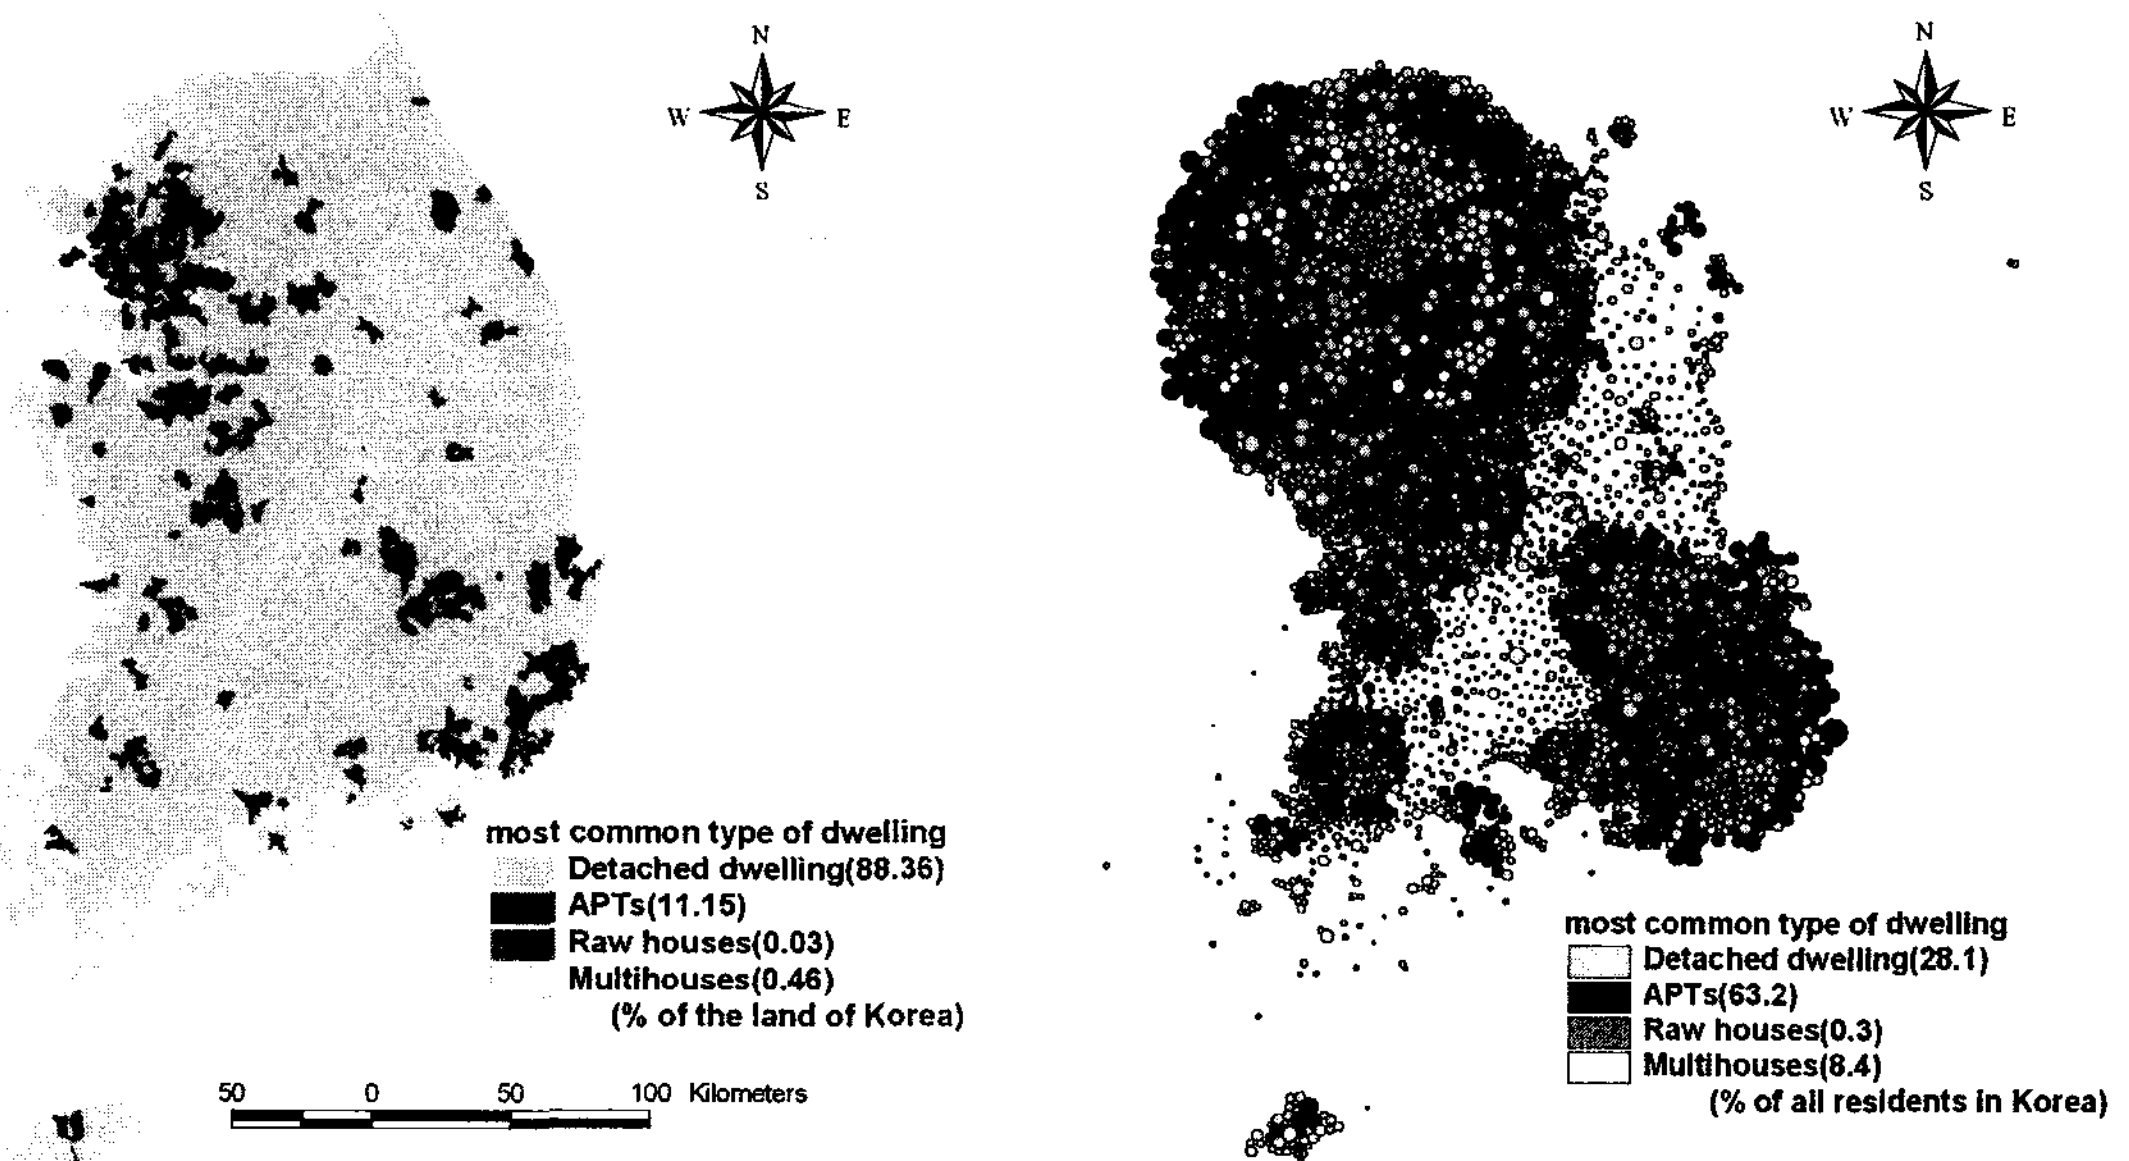 N
W E
S
most common type of dwelling
Detached dwelling(88.36)
APTs(11.15)
Raw houses(0.03)
Multihouses(0.46)
(% of the land of Korea)
50 0 50 100 Kilometers
N
W E
S
most common type of dwelling
Detached dwelling(28.1)
APTs(63.2)
Raw houses(0.3)
Multihouses(8.4)
(% of all residents in Korea)